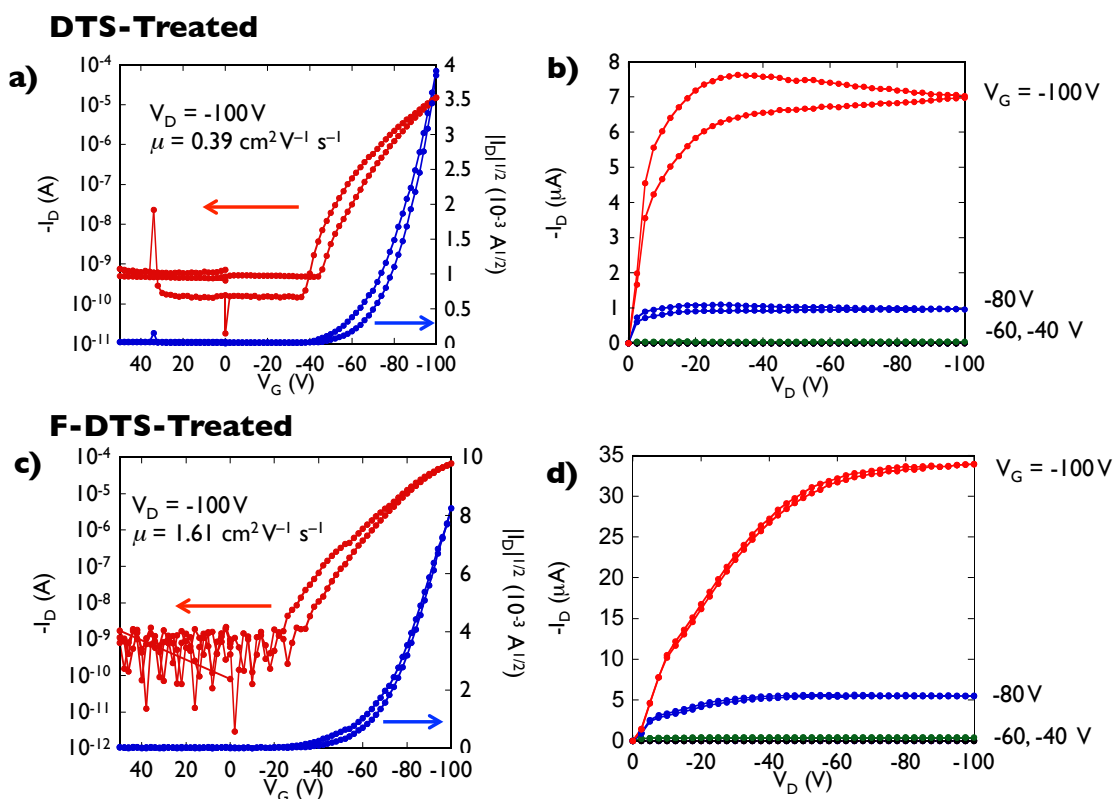 DTS-Treated
a)
10⁻⁴
10⁻⁵
10⁻⁶
10⁻⁷
10⁻⁸
10⁻⁹
10⁻¹⁰
10⁻¹¹
-I_D (A)
V_D = -100 V
μ = 0.39 cm² V⁻¹ s⁻¹
4
3.5
3
2.5
2
1.5
1
0.5
0
|I_D|^1/2 (10⁻³ A^1/2)
40 20 0 -20 -40 -60 -80 -100
V_G (V)
b)
8
7
6
5
4
3
2
1
0
-I_D (μA)
V_G = -100 V
-80 V
-60, -40 V
0 -20 -40 -60 -80 -100
V_D (V)
F-DTS-Treated
c)
10⁻⁴
10⁻⁵
10⁻⁶
10⁻⁷
10⁻⁸
10⁻⁹
10⁻¹⁰
10⁻¹¹
10⁻¹²
-I_D (A)
V_D = -100 V
μ = 1.61 cm² V⁻¹ s⁻¹
10
8
6
4
2
0
|I_D|^1/2 (10⁻³ A^1/2)
40 20 0 -20 -40 -60 -80 -100
V_G (V)
d)
35
30
25
20
15
10
5
0
-I_D (μA)
V_G = -100 V
-80 V
-60, -40 V
0 -20 -40 -60 -80 -100
V_D (V)